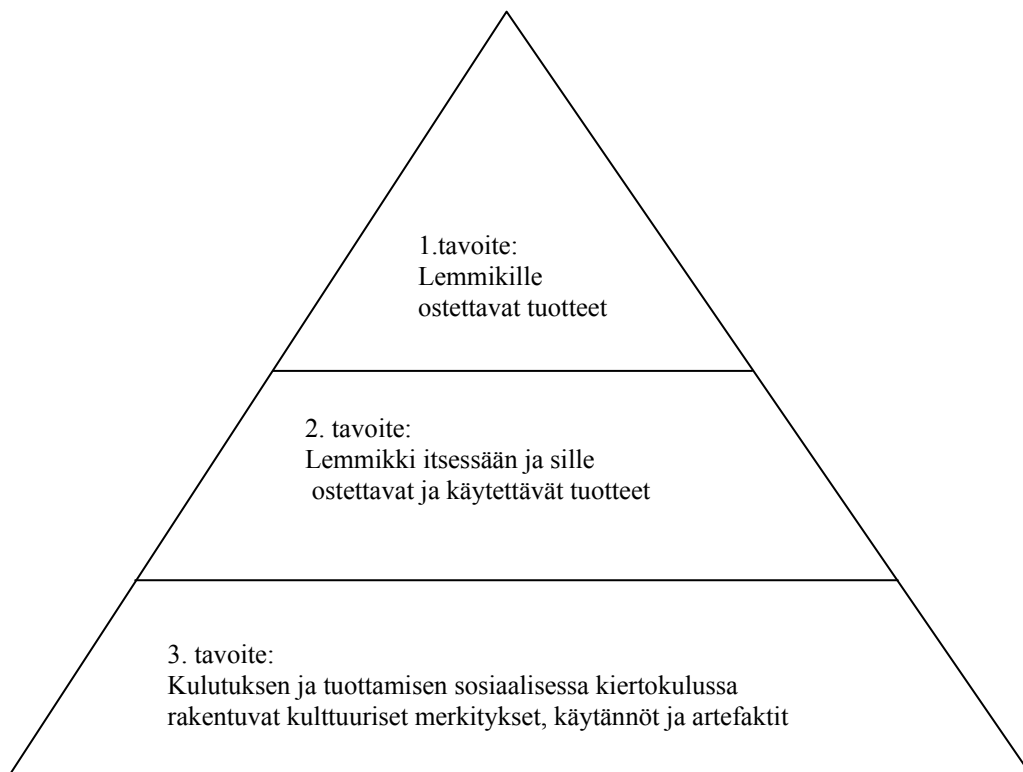 1.tavoite:
Lemmikille
ostettavat tuotteet
2. tavoite:
Lemmikki itsessään ja sille
ostettavat ja käytettävät tuotteet
3. tavoite:
Kulutuksen ja tuottamisen sosiaalisessa kiertokulussa
rakentuvat kulttuuriset merkitykset, käytännöt ja artefaktit